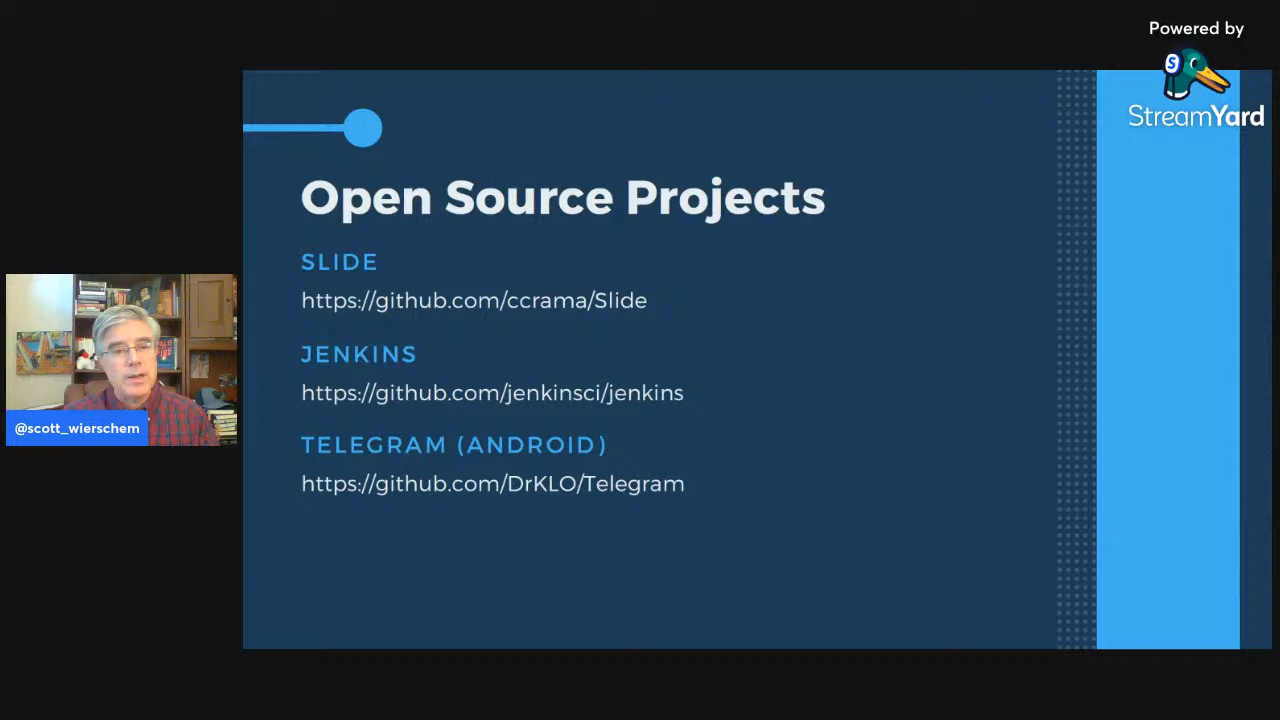 Powered by
StreamYard
Open Source Projects
SLIDE
https://github.com/ccrama/Slide
JENKINS
https://github.com/jenkinsci/jenkins
TELEGRAM (ANDROID)
https://github.com/DrKLO/Telegram
@scott_wierschem